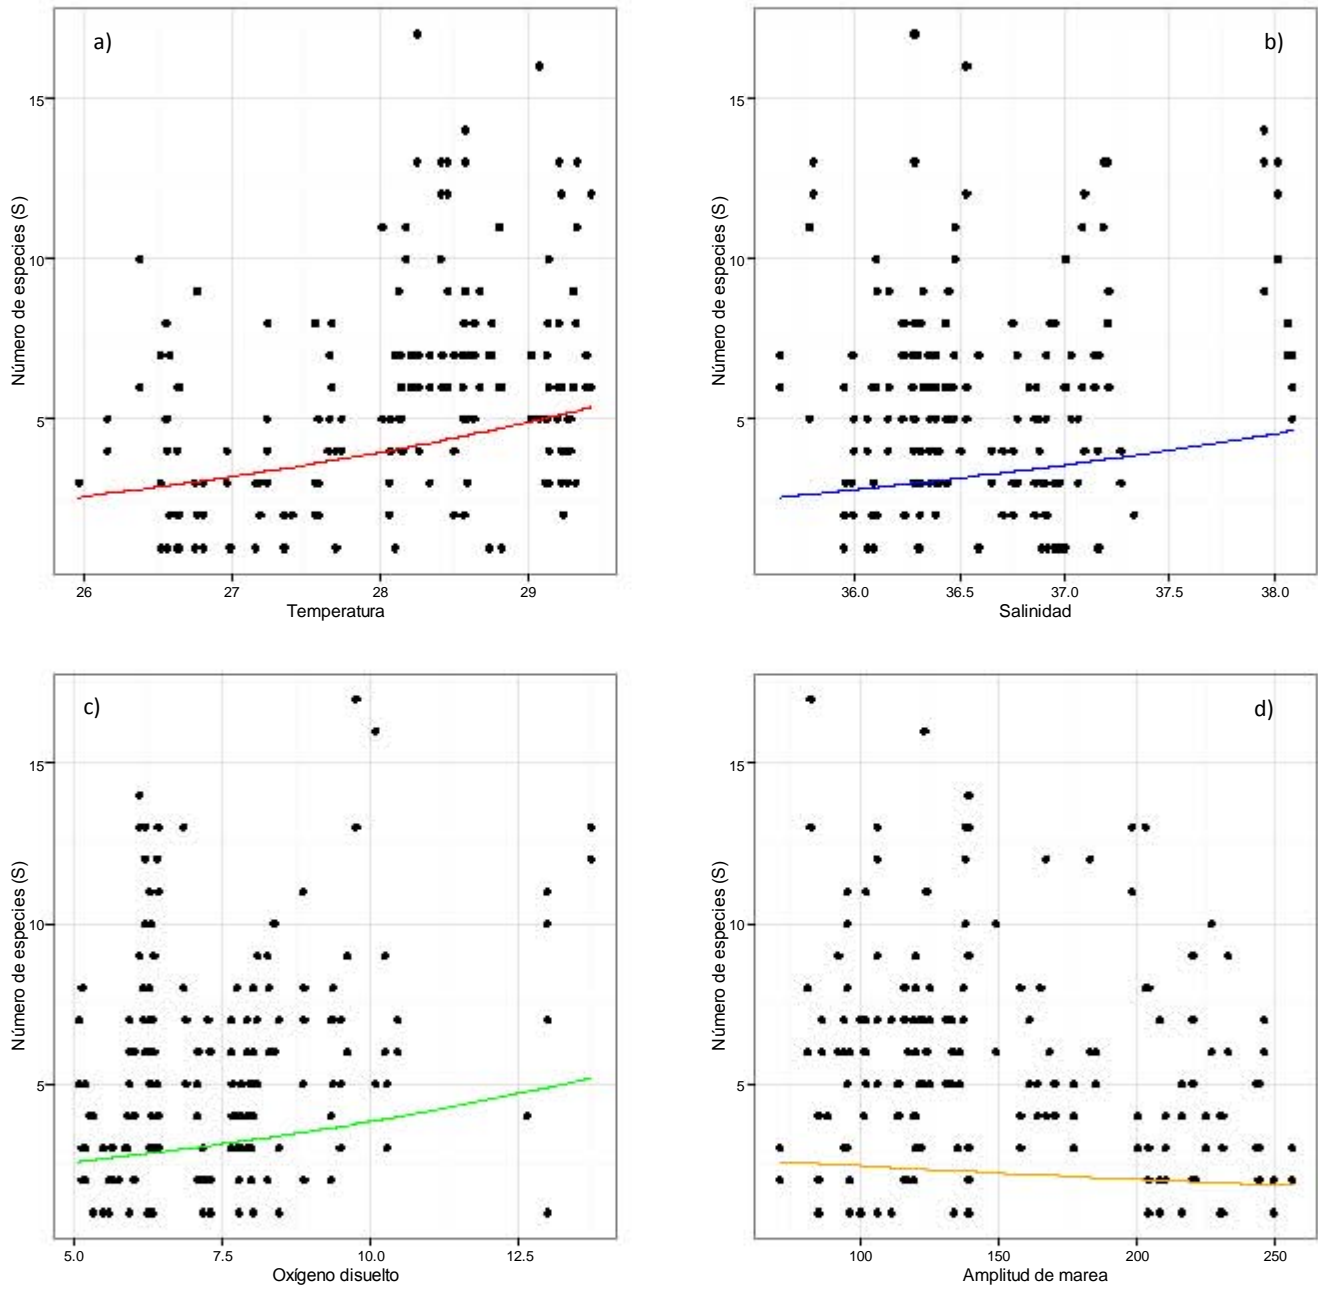 a)
Número de especies (S)
15
10
5
26 27 28 29
Temperatura
b)
Número de especies (S)
15
10
5
36.0 36.5 37.0 37.5 38.0
Salinidad
c)
Número de especies (S)
15
10
5
5.0 7.5 10.0 12.5
Oxígeno disuelto
d)
Número de especies (S)
15
10
5
100 150 200 250
Amplitud de marea